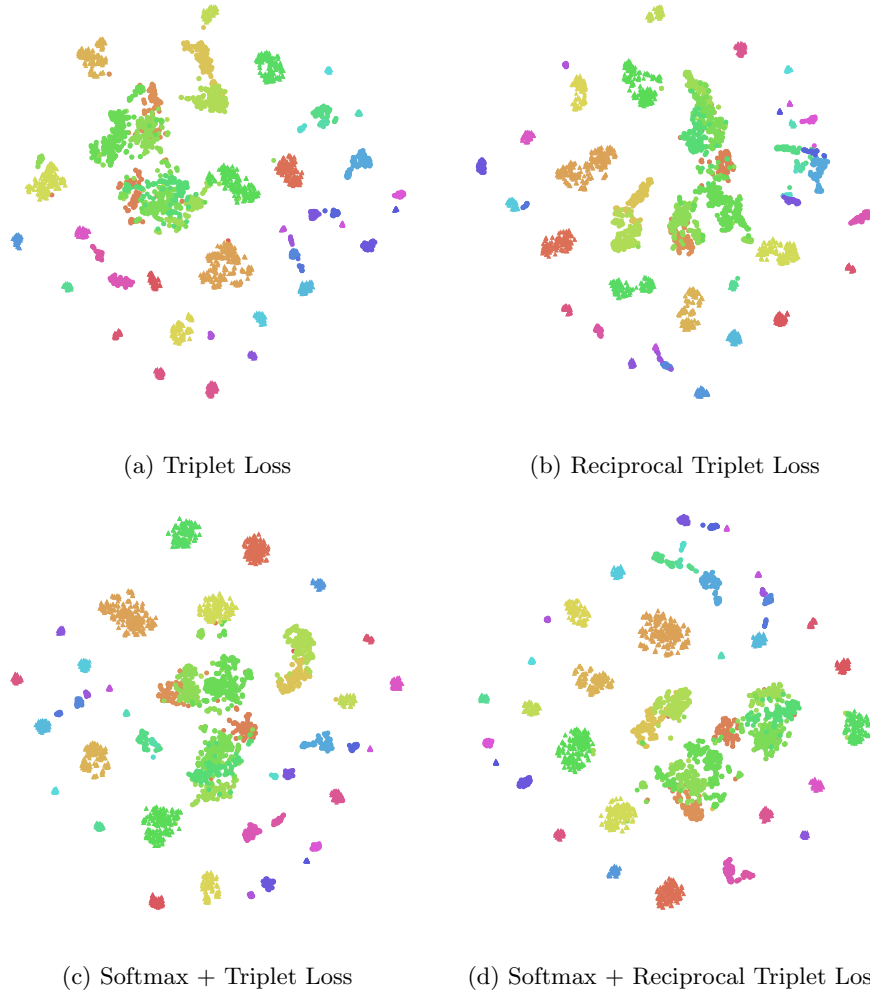 (a) Triplet Loss
(b) Reciprocal Triplet Loss
(c) Softmax + Triplet Loss
(d) Softmax + Reciprocal Triplet Los